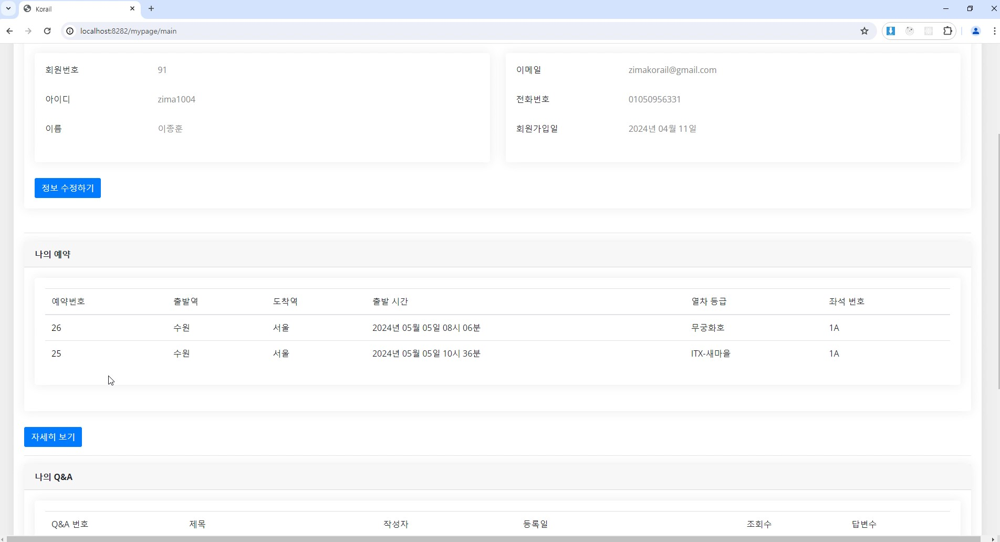 Korail
localhost:8282/mypage/main
회원번호 91
아이디 zima1004
이름 이종훈
이메일 zimakorail@gmail.com
전화번호 01050956331
회원가입일 2024년 04월 11일
정보 수정하기
나의 예약
예약번호 출발역 도착역 출발 시간 열차 등급 좌석 번호
26 수원 서울 2024년 05월 05일 08시 06분 무궁화호 1A
25 수원 서울 2024년 05월 05일 10시 36분 ITX-새마을 1A
자세히 보기
나의 Q&A
Q&A 번호 제목 작성자 등록일 조회수 답변수